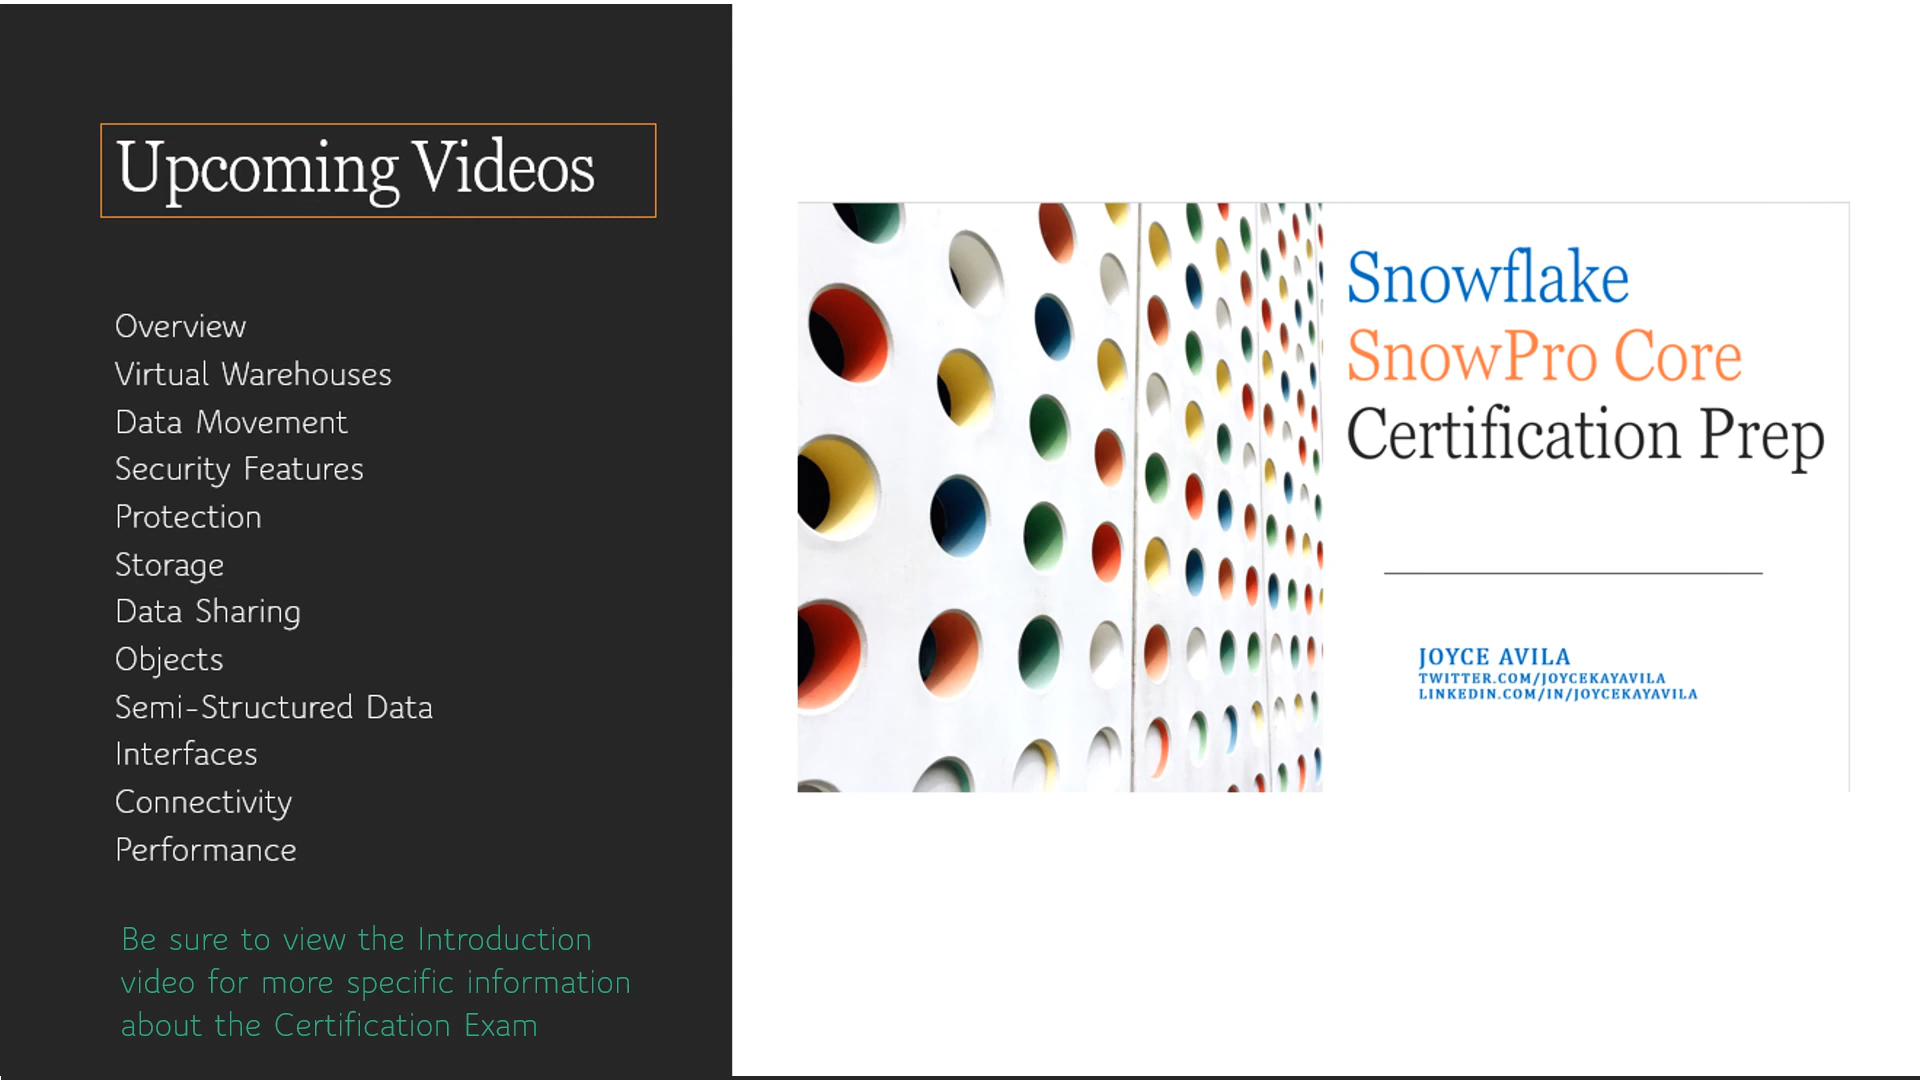 Upcoming Videos
Overview
Virtual Warehouses
Data Movement
Security Features
Protection
Storage
Data Sharing
Objects
Semi-Structured Data
Interfaces
Connectivity
Performance
Be sure to view the Introduction
video for more specific information
about the Certification Exam
Snowflake
SnowPro Core
Certification Prep
JOYCE AVILA
TWITTER.COM/JOYCEKAYAVILA
LINKEDIN.COM/IN/JOYCEKAYAVILA